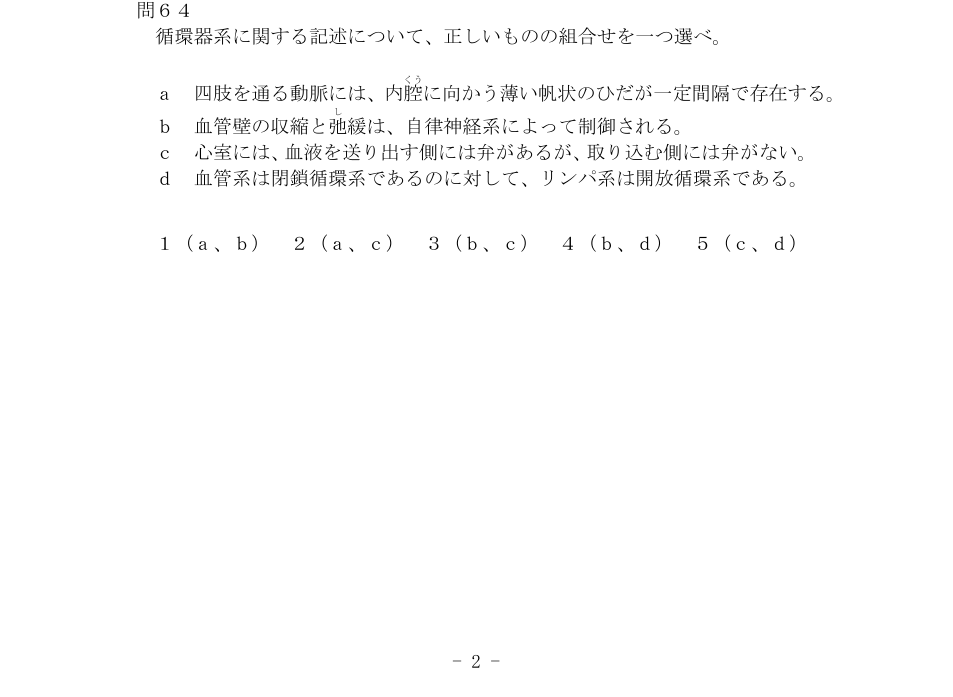 問６４
循環器系に関する記述について、正しいものの組合せを一つ選べ。
ａ　四肢を通る動脈には、内腔に向かう薄い帆状のひだが一定間隔で存在する。
くう
ｂ　血管壁の収縮と弛緩は、自律神経系によって制御される。
し
ｃ　心室には、血液を送り出す側には弁があるが、取り込む側には弁がない。
ｄ　血管系は閉鎖循環系であるのに対して、リンパ系は開放循環系である。
１（ａ、ｂ）　２（ａ、ｃ）　３（ｂ、ｃ）　４（ｂ、ｄ）　５（ｃ、ｄ）
- 2 -